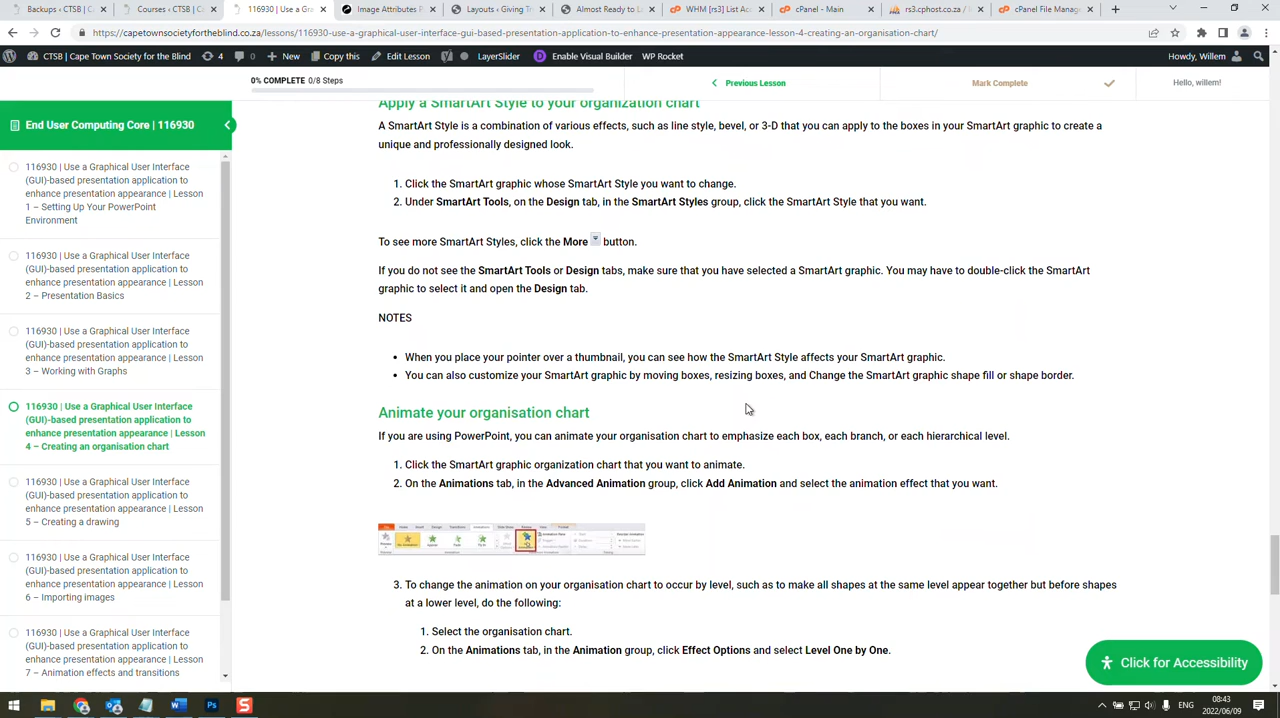 Backups ‹ CTSB | C
Courses ‹ CTSB | C
116930 | Use a Gra
Image Attributes F
Layouts ‹ Giving Tr
Almost Ready to L
WHM [rs3] List Ac
cPanel - Main
rs3.cphost.co.za /
cPanel File Manage
https://capetownsocietyfortheblind.co.za/lessons/116930-use-a-graphical-user-interface-gui-based-presentation-application-to-enhance-presentation-appearance-lesson-4-creating-an-organisation-chart/
CTSB | Cape Town Society for the Blind
4
0
New
Copy this
Edit Lesson
LayerSlider
Enable Visual Builder
WP Rocket
Howdy, Willem
0% COMPLETE 0/8 Steps
Previous Lesson
Mark Complete
Hello, willem!
End User Computing Core | 116930
116930 | Use a Graphical User Interface
(GUI)-based presentation application to
enhance presentation appearance | Lesson
1 – Setting Up Your PowerPoint
Environment
116930 | Use a Graphical User Interface
(GUI)-based presentation application to
enhance presentation appearance | Lesson
2 – Presentation Basics
116930 | Use a Graphical User Interface
(GUI)-based presentation application to
enhance presentation appearance | Lesson
3 – Working with Graphs
116930 | Use a Graphical User Interface
(GUI)-based presentation application to
enhance presentation appearance | Lesson
4 – Creating an organisation chart
116930 | Use a Graphical User Interface
(GUI)-based presentation application to
enhance presentation appearance | Lesson
5 – Creating a drawing
116930 | Use a Graphical User Interface
(GUI)-based presentation application to
enhance presentation appearance | Lesson
6 – Importing images
116930 | Use a Graphical User Interface
(GUI)-based presentation application to
enhance presentation appearance | Lesson
7 – Animation effects and transitions
Apply a SmartArt Style to your organization chart
A SmartArt Style is a combination of various effects, such as line style, bevel, or 3-D that you can apply to the boxes in your SmartArt graphic to create a
unique and professionally designed look.
1. Click the SmartArt graphic whose SmartArt Style you want to change.
2. Under SmartArt Tools, on the Design tab, in the SmartArt Styles group, click the SmartArt Style that you want.
To see more SmartArt Styles, click the More button.
If you do not see the SmartArt Tools or Design tabs, make sure that you have selected a SmartArt graphic. You may have to double-click the SmartArt
graphic to select it and open the Design tab.
NOTES
• When you place your pointer over a thumbnail, you can see how the SmartArt Style affects your SmartArt graphic.
• You can also customize your SmartArt graphic by moving boxes, resizing boxes, and Change the SmartArt graphic shape fill or shape border.
Animate your organisation chart
If you are using PowerPoint, you can animate your organisation chart to emphasize each box, each branch, or each hierarchical level.
1. Click the SmartArt graphic organization chart that you want to animate.
2. On the Animations tab, in the Advanced Animation group, click Add Animation and select the animation effect that you want.
3. To change the animation on your organisation chart to occur by level, such as to make all shapes at the same level appear together but before shapes
at a lower level, do the following:
1. Select the organisation chart.
2. On the Animations tab, in the Animation group, click Effect Options and select Level One by One.
Click for Accessibility
ENG
08:43
2022/06/09